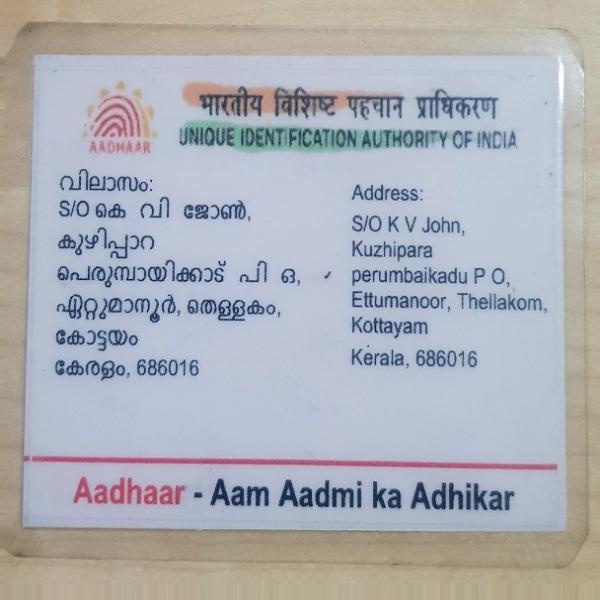 भारतीय विशिष्ट पहचान प्राधिकरण
AADHAAR
UNIQUE IDENTIFICATION AUTHORITY OF INDIA
വിലാസം:
S/O കെ വി ജോൺ,
കുഴിപ്പാറ
പെരുമ്പായിക്കാട് പി ഒ,
ഏറ്റുമാനൂർ, തെള്ളകം,
കോട്ടയം
കേരളം, 686016
Address:
S/O K V John,
Kuzhipara
perumbaikadu P O,
Ettumanoor, Thellakom,
Kottayam
Kerala, 686016
Aadhaar - Aam Aadmi ka Adhikar